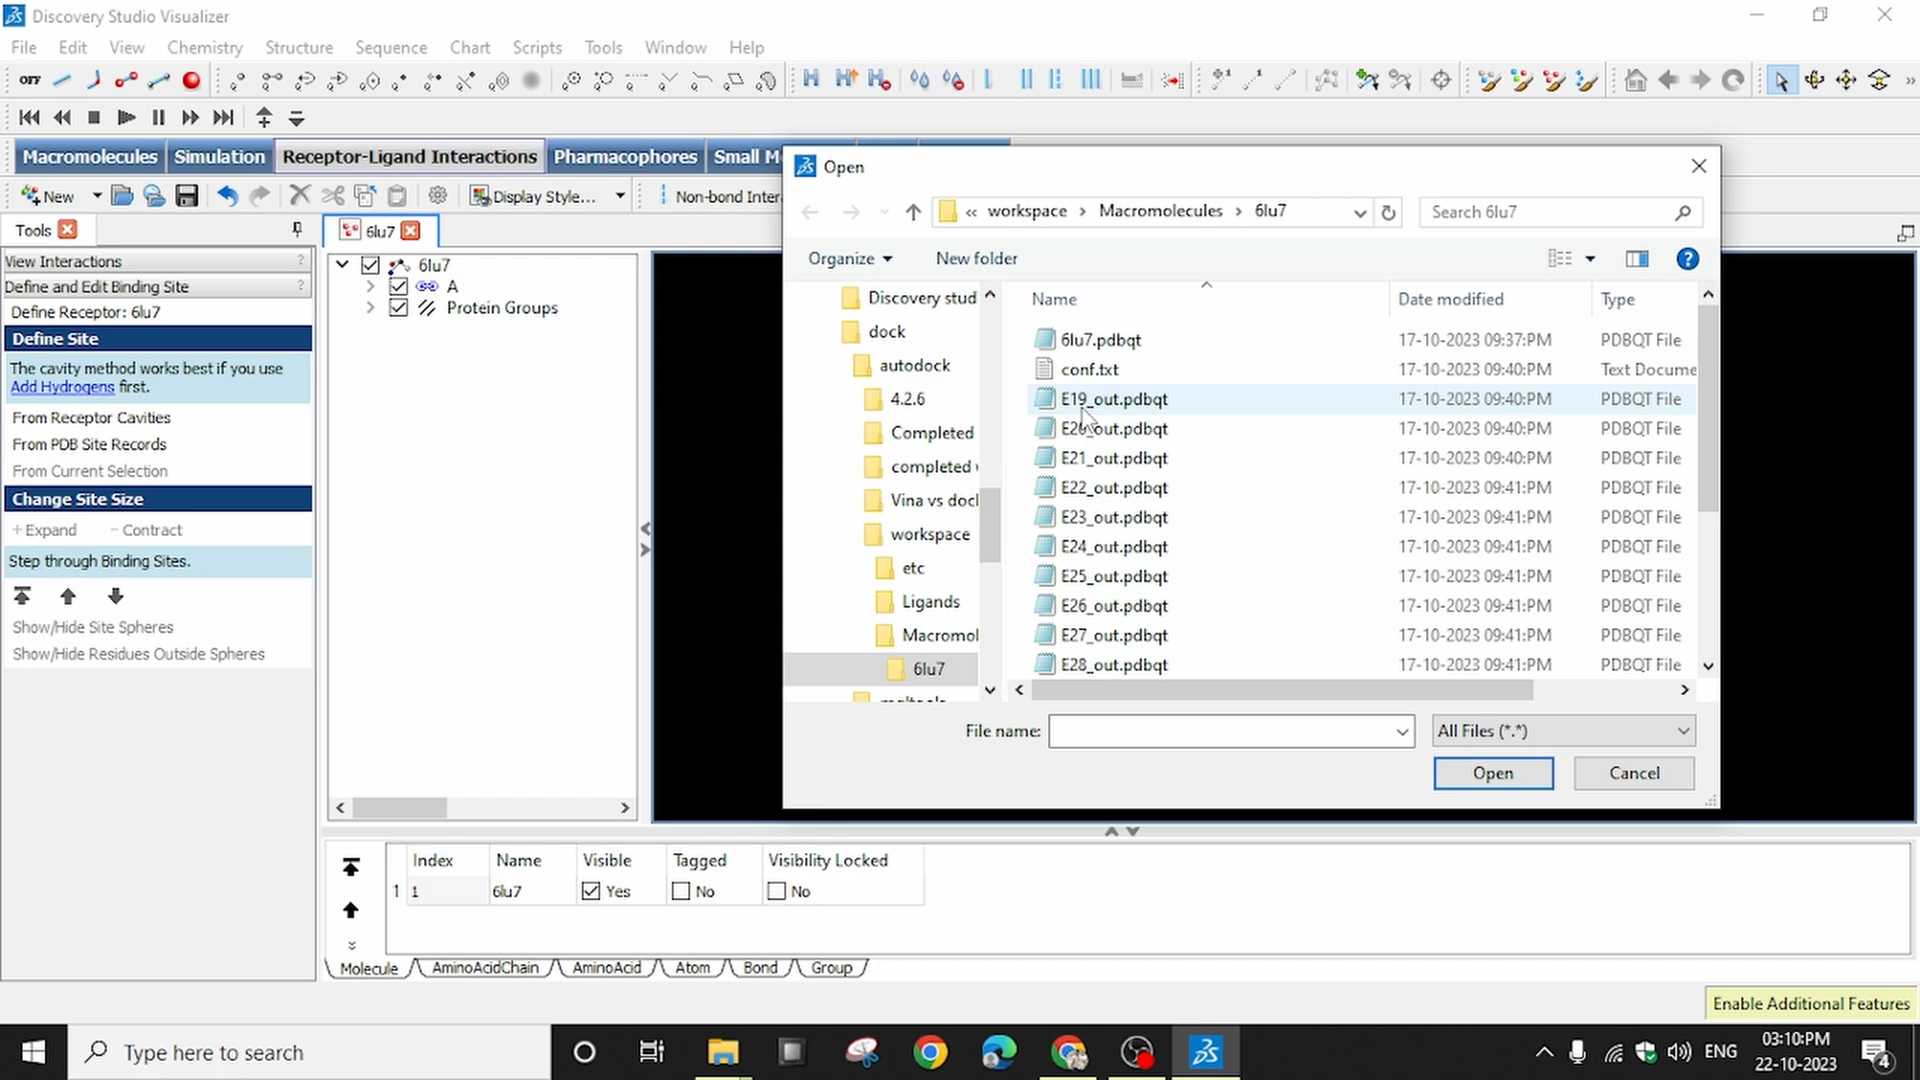 Discovery Studio Visualizer
File Edit View Chemistry Structure Sequence Chart Scripts Tools Window Help
OFF
Macromolecules Simulation Receptor-Ligand Interactions Pharmacophores Small M
New Display Style... Non-bond Inter
Tools
View Interactions ?
Define and Edit Binding Site ?
Define Receptor: 6lu7
Define Site
The cavity method works best if you use
Add Hydrogens first.
From Receptor Cavities
From PDB Site Records
From Current Selection
Change Site Size
+ Expand - Contract
Step through Binding Sites.
Show/Hide Site Spheres
Show/Hide Residues Outside Spheres
6lu7
6lu7
A
Protein Groups
Open
« workspace > Macromolecules > 6lu7
Search 6lu7
Organize New folder
Discovery stud
dock
autodock
4.2.6
Completed
completed
Vina vs docl
workspace
etc
Ligands
Macromol
6lu7
Name Date modified Type
6lu7.pdbqt 17-10-2023 09:37:PM PDBQT File
conf.txt 17-10-2023 09:40:PM Text Docume
E19_out.pdbqt 17-10-2023 09:40:PM PDBQT File
E20_out.pdbqt 17-10-2023 09:40:PM PDBQT File
E21_out.pdbqt 17-10-2023 09:40:PM PDBQT File
E22_out.pdbqt 17-10-2023 09:41:PM PDBQT File
E23_out.pdbqt 17-10-2023 09:41:PM PDBQT File
E24_out.pdbqt 17-10-2023 09:41:PM PDBQT File
E25_out.pdbqt 17-10-2023 09:41:PM PDBQT File
E26_out.pdbqt 17-10-2023 09:41:PM PDBQT File
E27_out.pdbqt 17-10-2023 09:41:PM PDBQT File
E28_out.pdbqt 17-10-2023 09:41:PM PDBQT File
File name: All Files (*.*)
Open Cancel
Index Name Visible Tagged Visibility Locked
1 1 6lu7 Yes No No
Molecule AminoAcidChain AminoAcid Atom Bond Group
Enable Additional Features
Type here to search
ENG
03:10:PM
22-10-2023
4